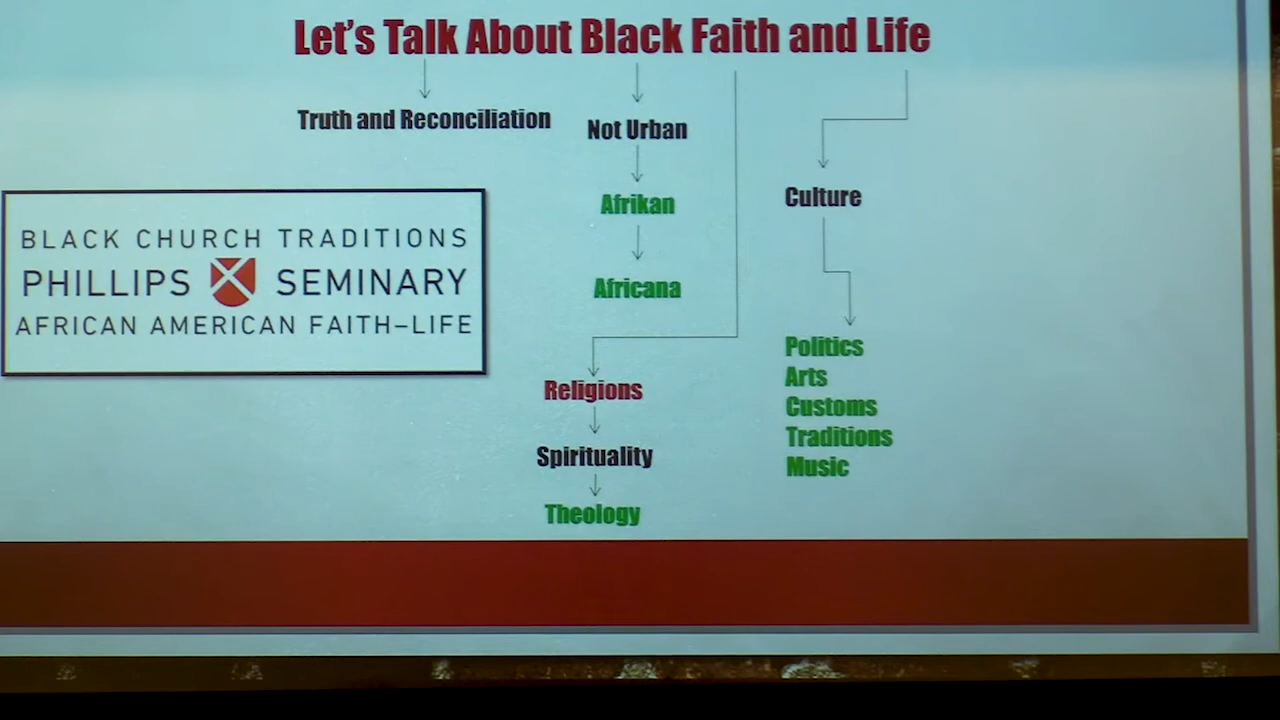 Let's Talk About Black Faith and Life
Truth and Reconciliation
Not Urban
Afrikan
Africana
Culture
BLACK CHURCH TRADITIONS
PHILLIPS SEMINARY
AFRICAN AMERICAN FAITH–LIFE
Religions
Spirituality
Theology
Politics
Arts
Customs
Traditions
Music